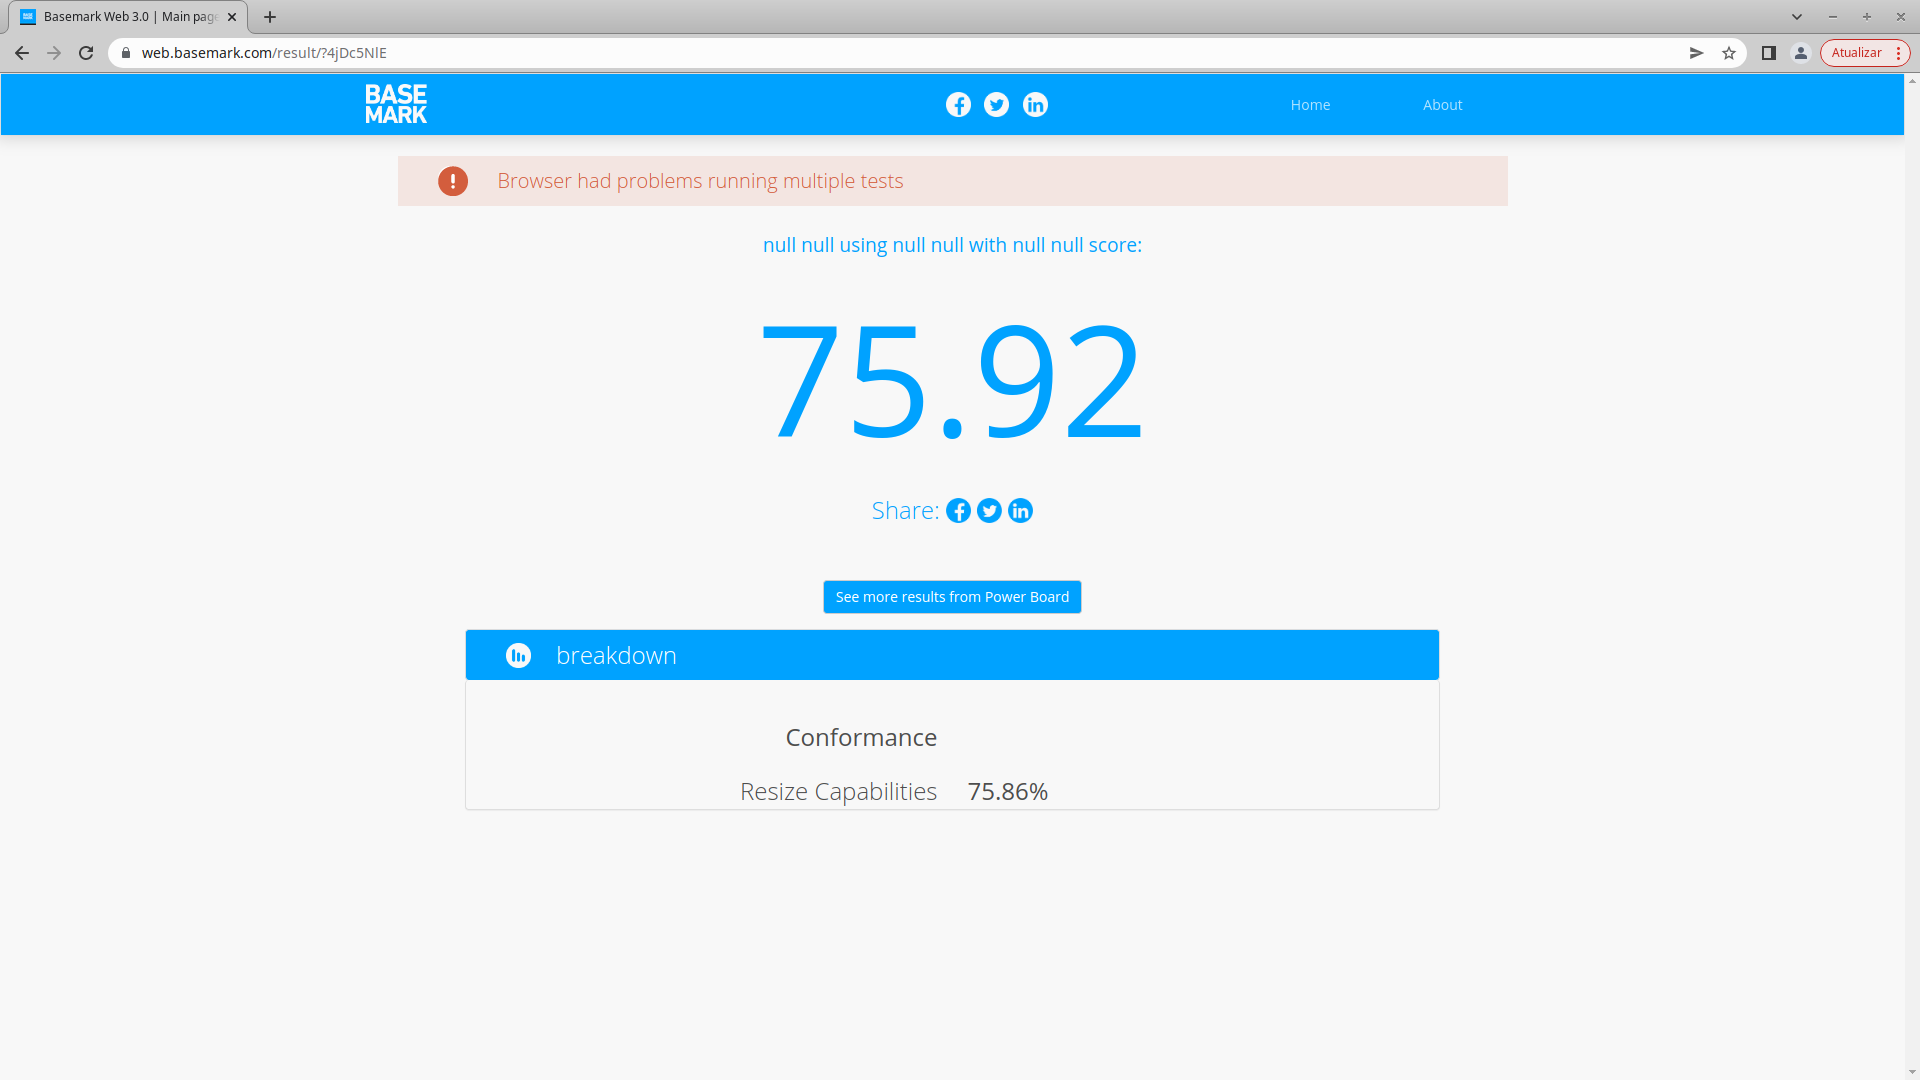 Basemark Web 3.0 | Main page
web.basemark.com/result/?4jDc5NlE
Atualizar
BASE
MARK
Home
About
Browser had problems running multiple tests
null null using null null with null null score:
75.92
Share:
See more results from Power Board
breakdown
Conformance
Resize Capabilities 75.86%